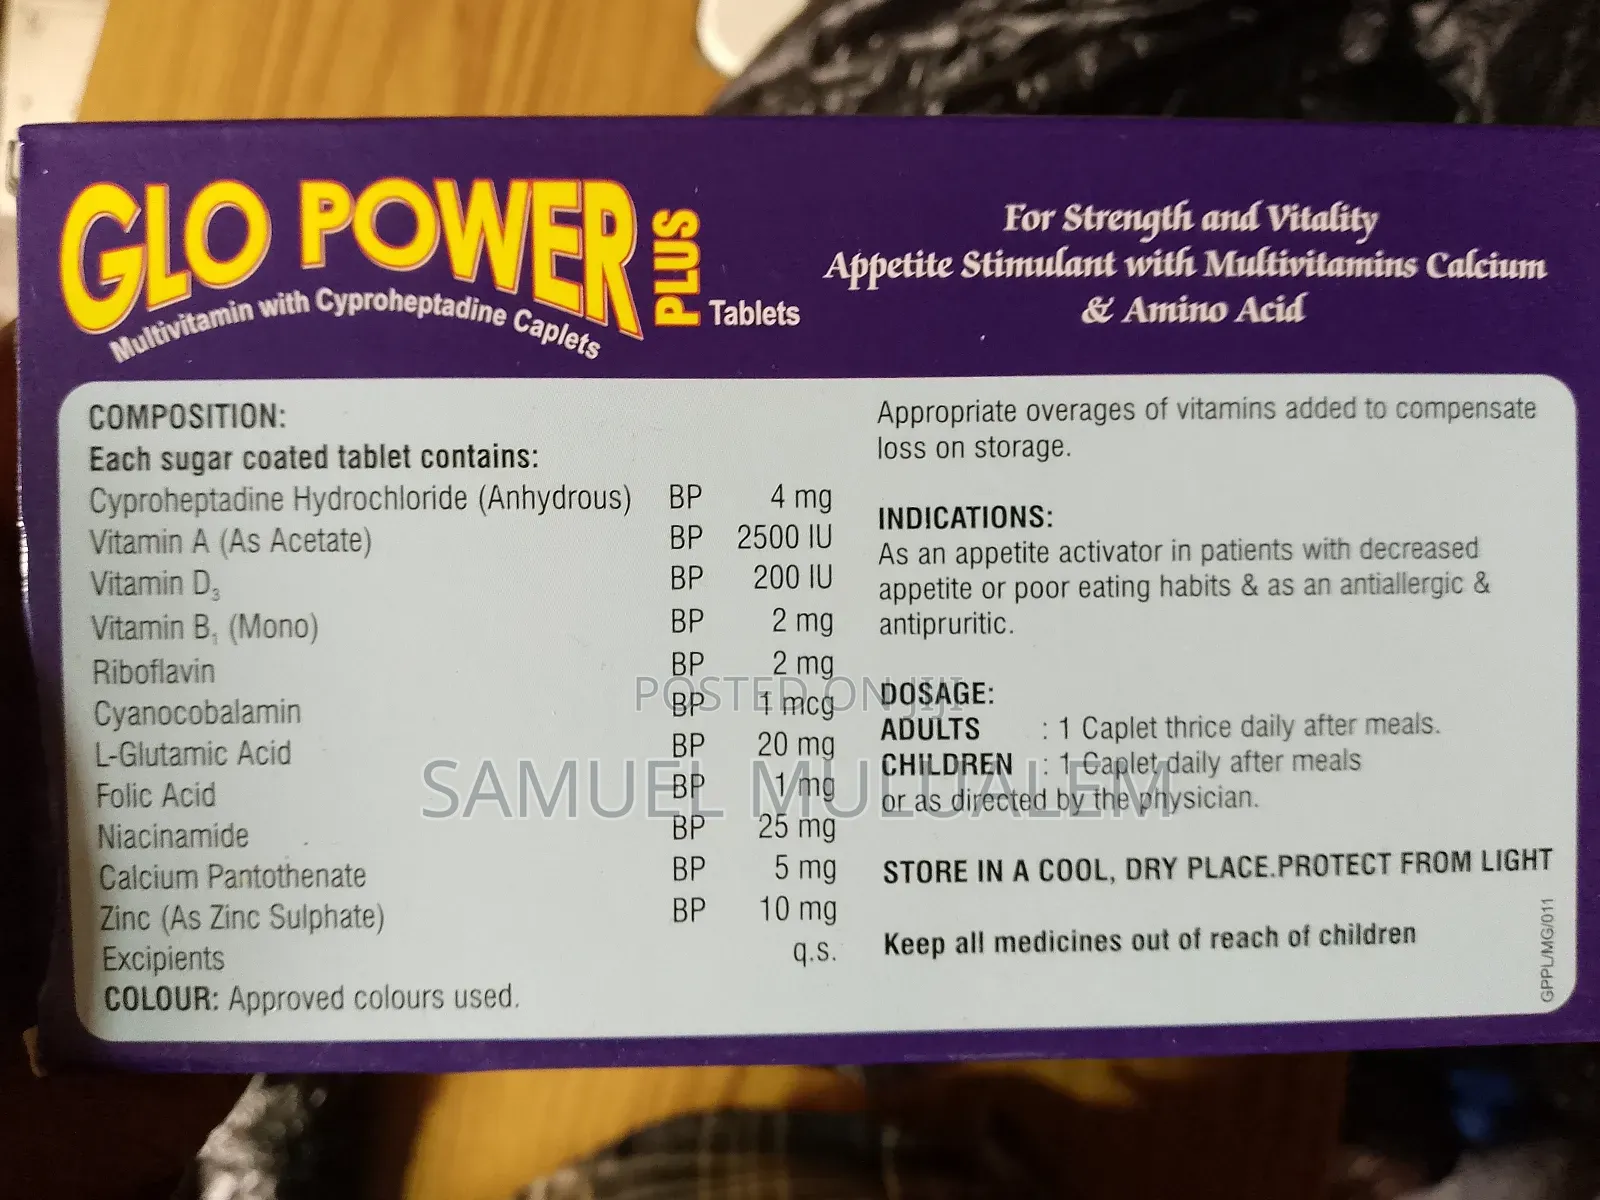 GLO POWER PLUS Tablets
Multivitamin with Cyproheptadine Caplets
For Strength and Vitality
Appetite Stimulant with Multivitamins Calcium
& Amino Acid
COMPOSITION:
Each sugar coated tablet contains:
Cyproheptadine Hydrochloride (Anhydrous) BP 4 mg
Vitamin A (As Acetate) BP 2500 IU
Vitamin D₃ BP 200 IU
Vitamin B₁ (Mono) BP 2 mg
Riboflavin BP 2 mg
Cyanocobalamin BP 1 mcg
L-Glutamic Acid BP 20 mg
Folic Acid BP 1 mg
Niacinamide BP 25 mg
Calcium Pantothenate BP 5 mg
Zinc (As Zinc Sulphate) BP 10 mg
Excipients q.s.
COLOUR: Approved colours used.
Appropriate overages of vitamins added to compensate
loss on storage.
INDICATIONS:
As an appetite activator in patients with decreased
appetite or poor eating habits & as an antiallergic &
antipruritic.
DOSAGE:
ADULTS : 1 Caplet thrice daily after meals.
CHILDREN : 1 Caplet daily after meals
or as directed by the physician.
STORE IN A COOL, DRY PLACE.PROTECT FROM LIGHT
Keep all medicines out of reach of children
GPPL/MG/011
POSTED ON JIJI
SAMUEL MULUALEM